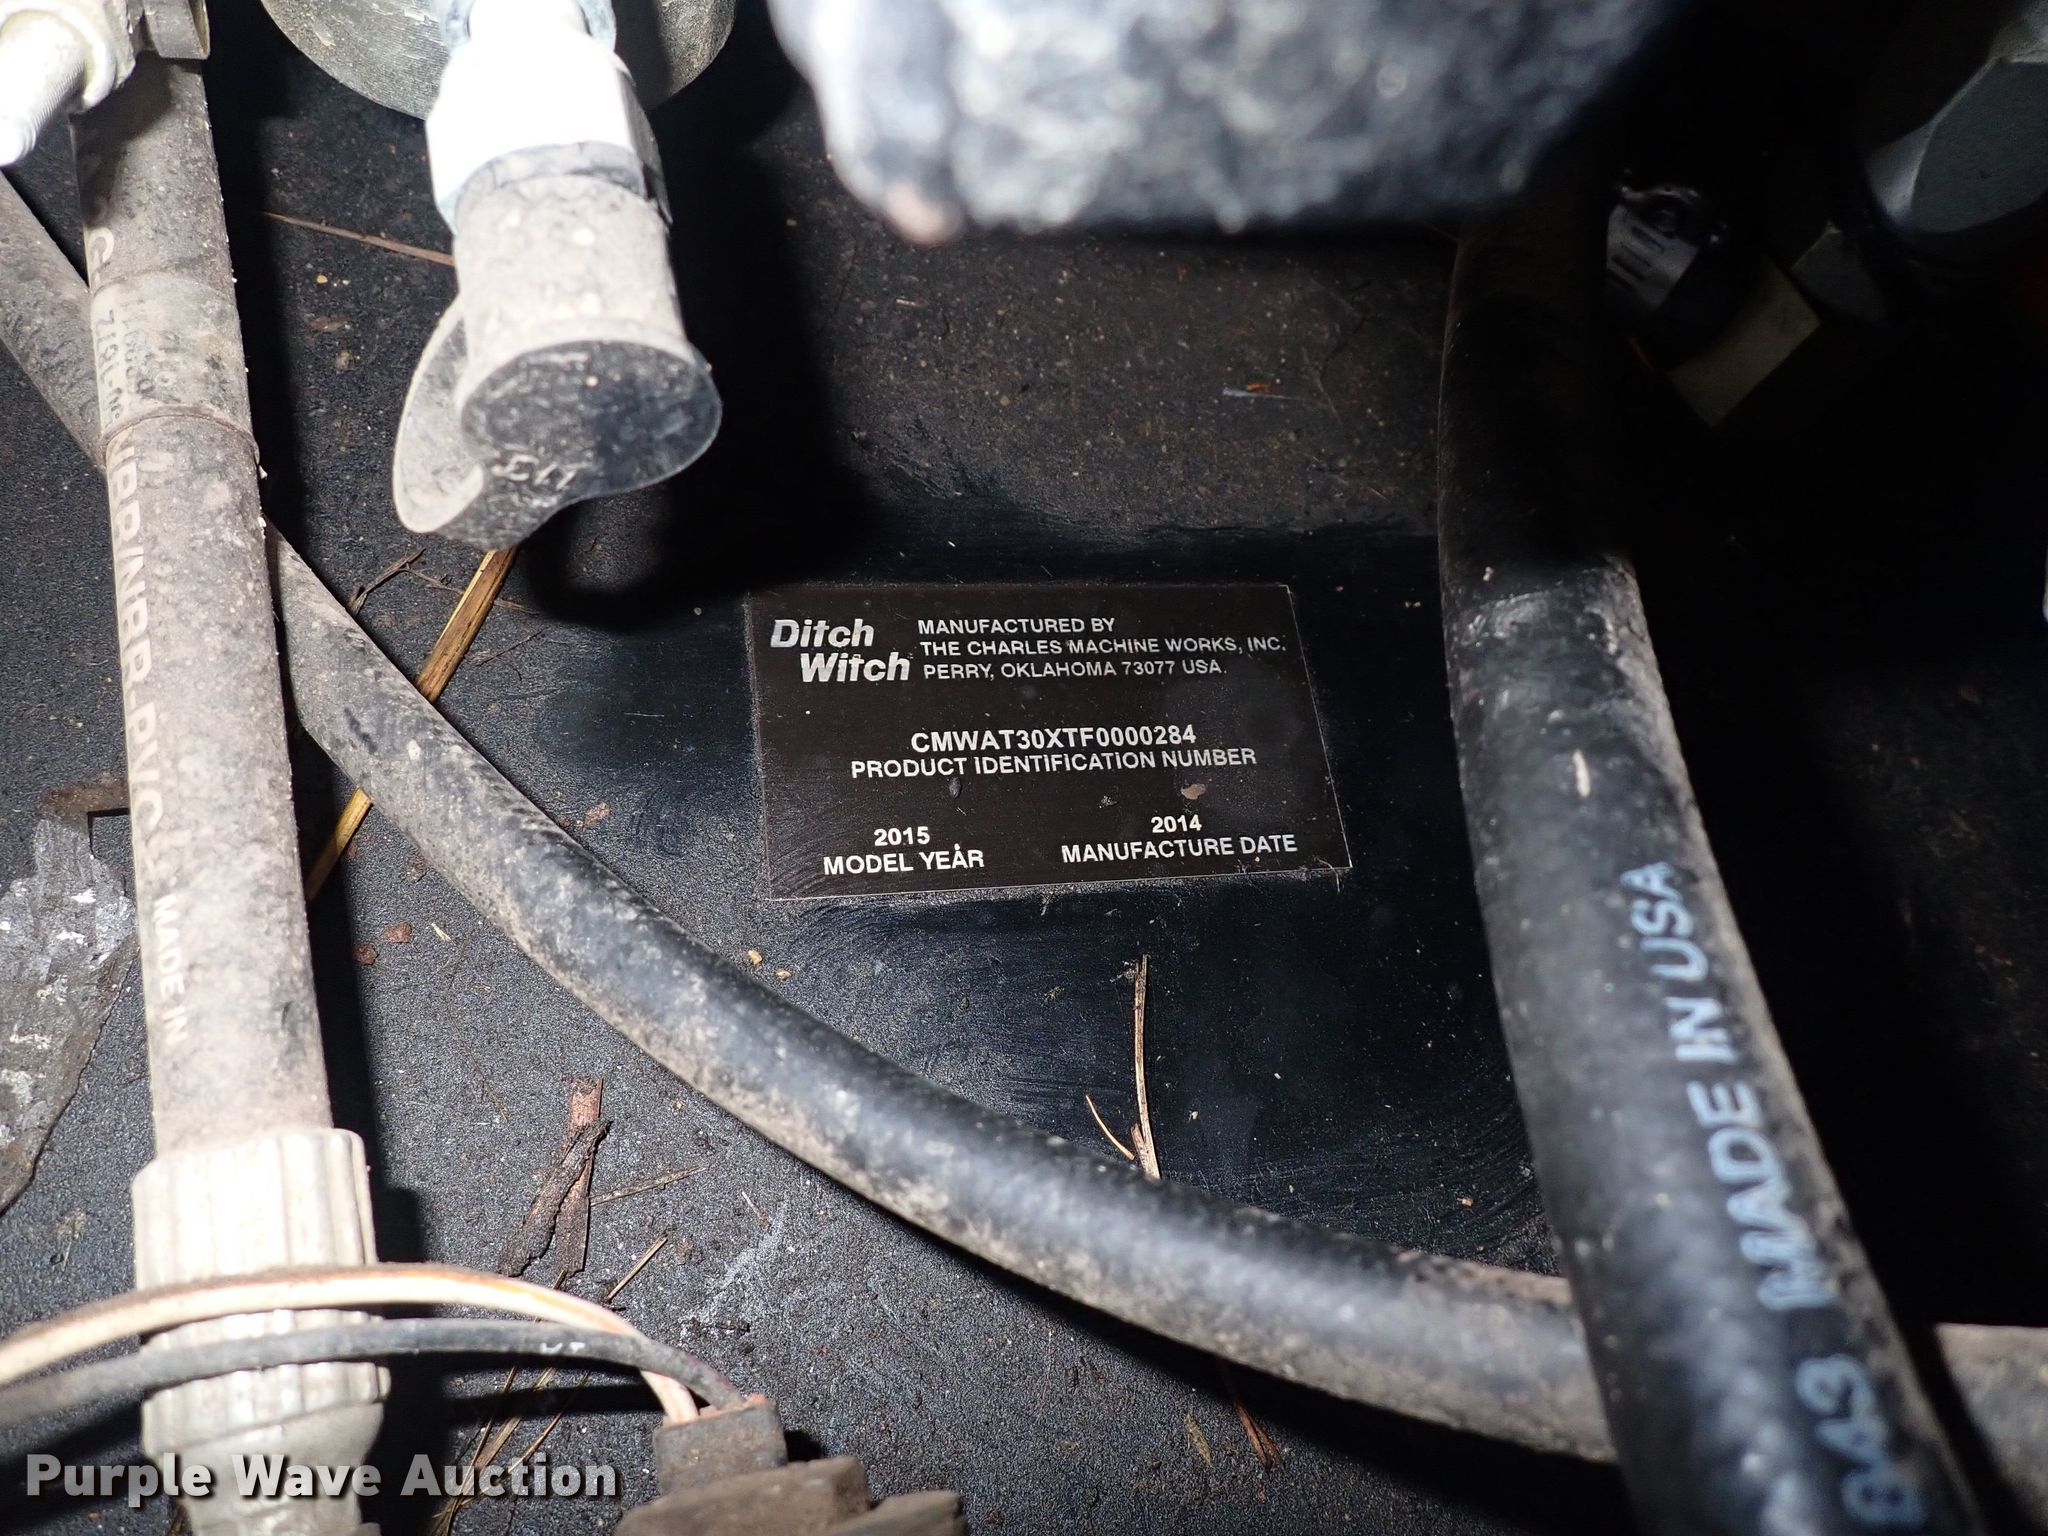 Ditch
Witch
MANUFACTURED BY
THE CHARLES MACHINE WORKS, INC.
PERRY, OKLAHOMA 73077 USA.
CMWAT30XTF0000284
PRODUCT IDENTIFICATION NUMBER
2015
MODEL YEAR
2014
MANUFACTURE DATE
MADE IN USA
MADE IN
Purple Wave Auction